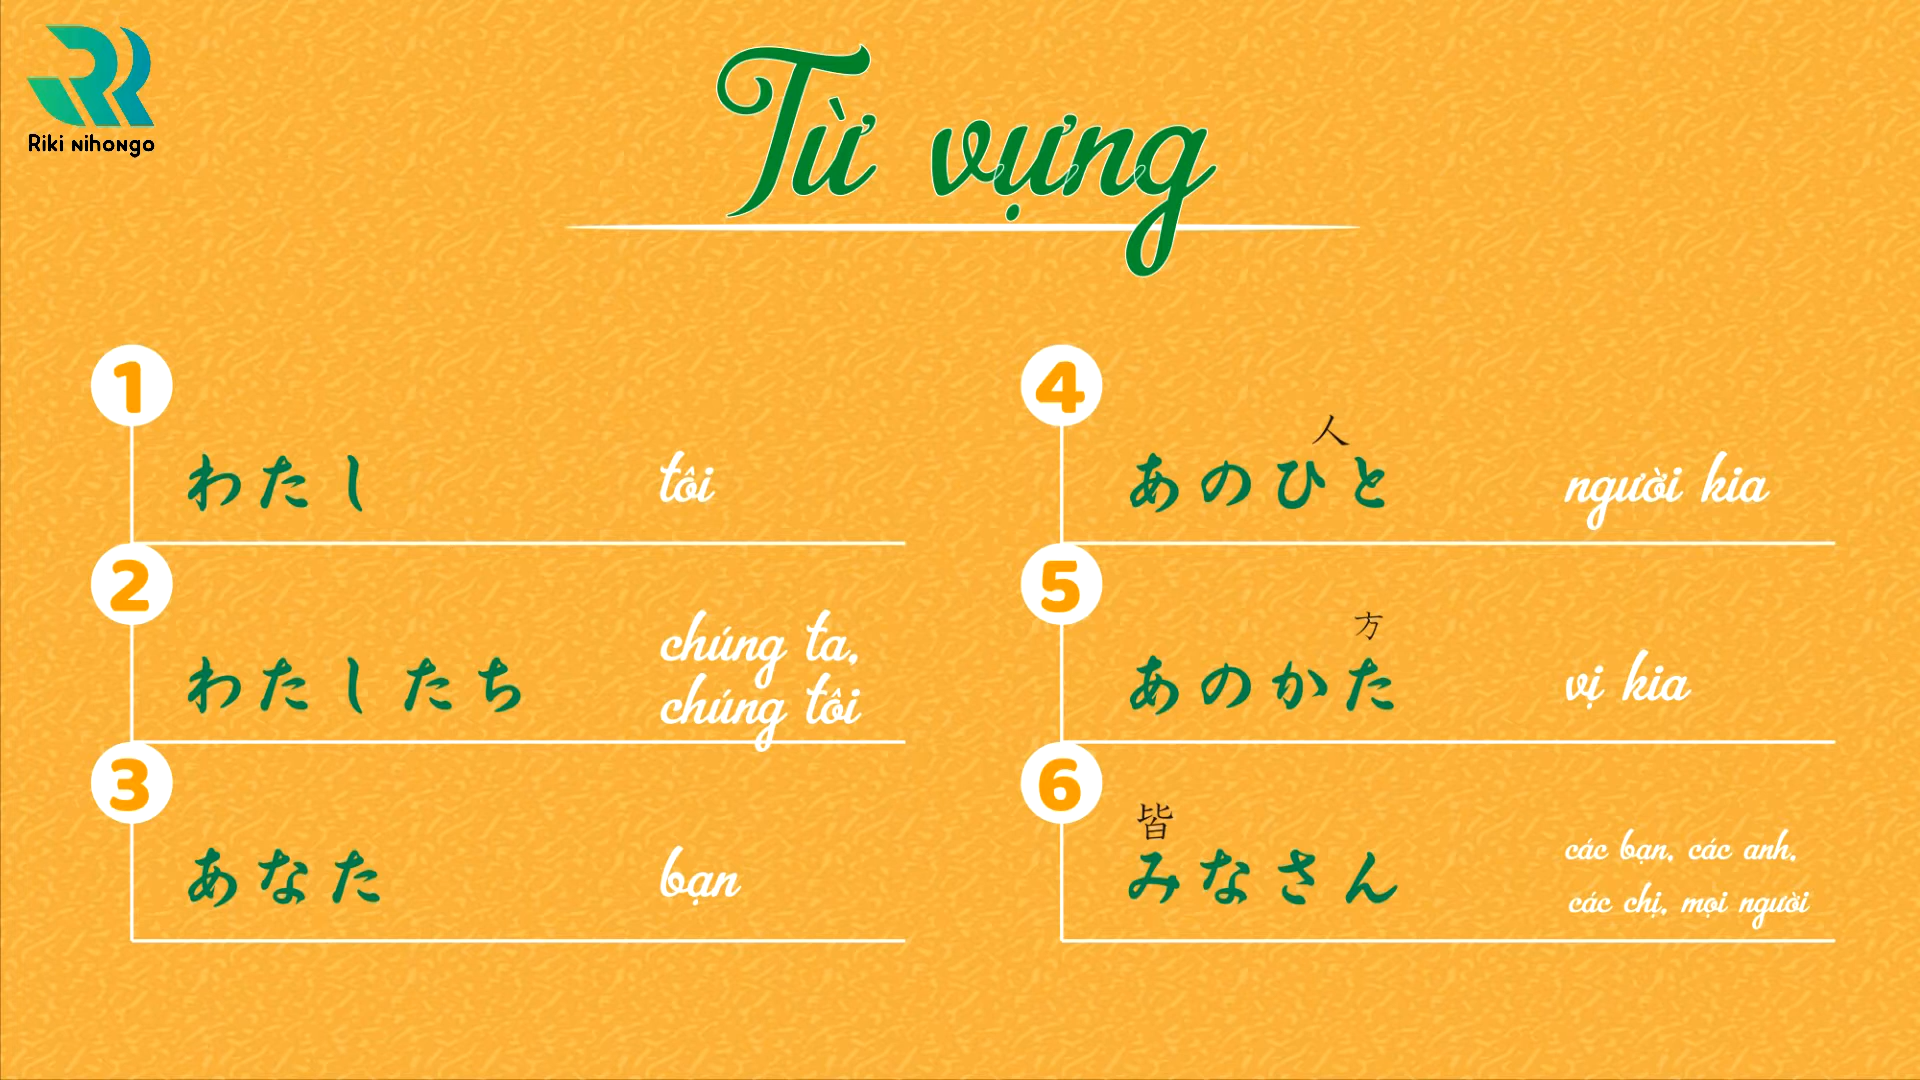 Riki nihongo
Từ vựng
1
わたし
tôi
2
わたしたち
chúng ta,
chúng tôi
3
あなた
bạn
4
人
あのひと
người kia
5
方
あのかた
vị kia
6
皆
みなさん
các bạn, các anh,
các chị, mọi người